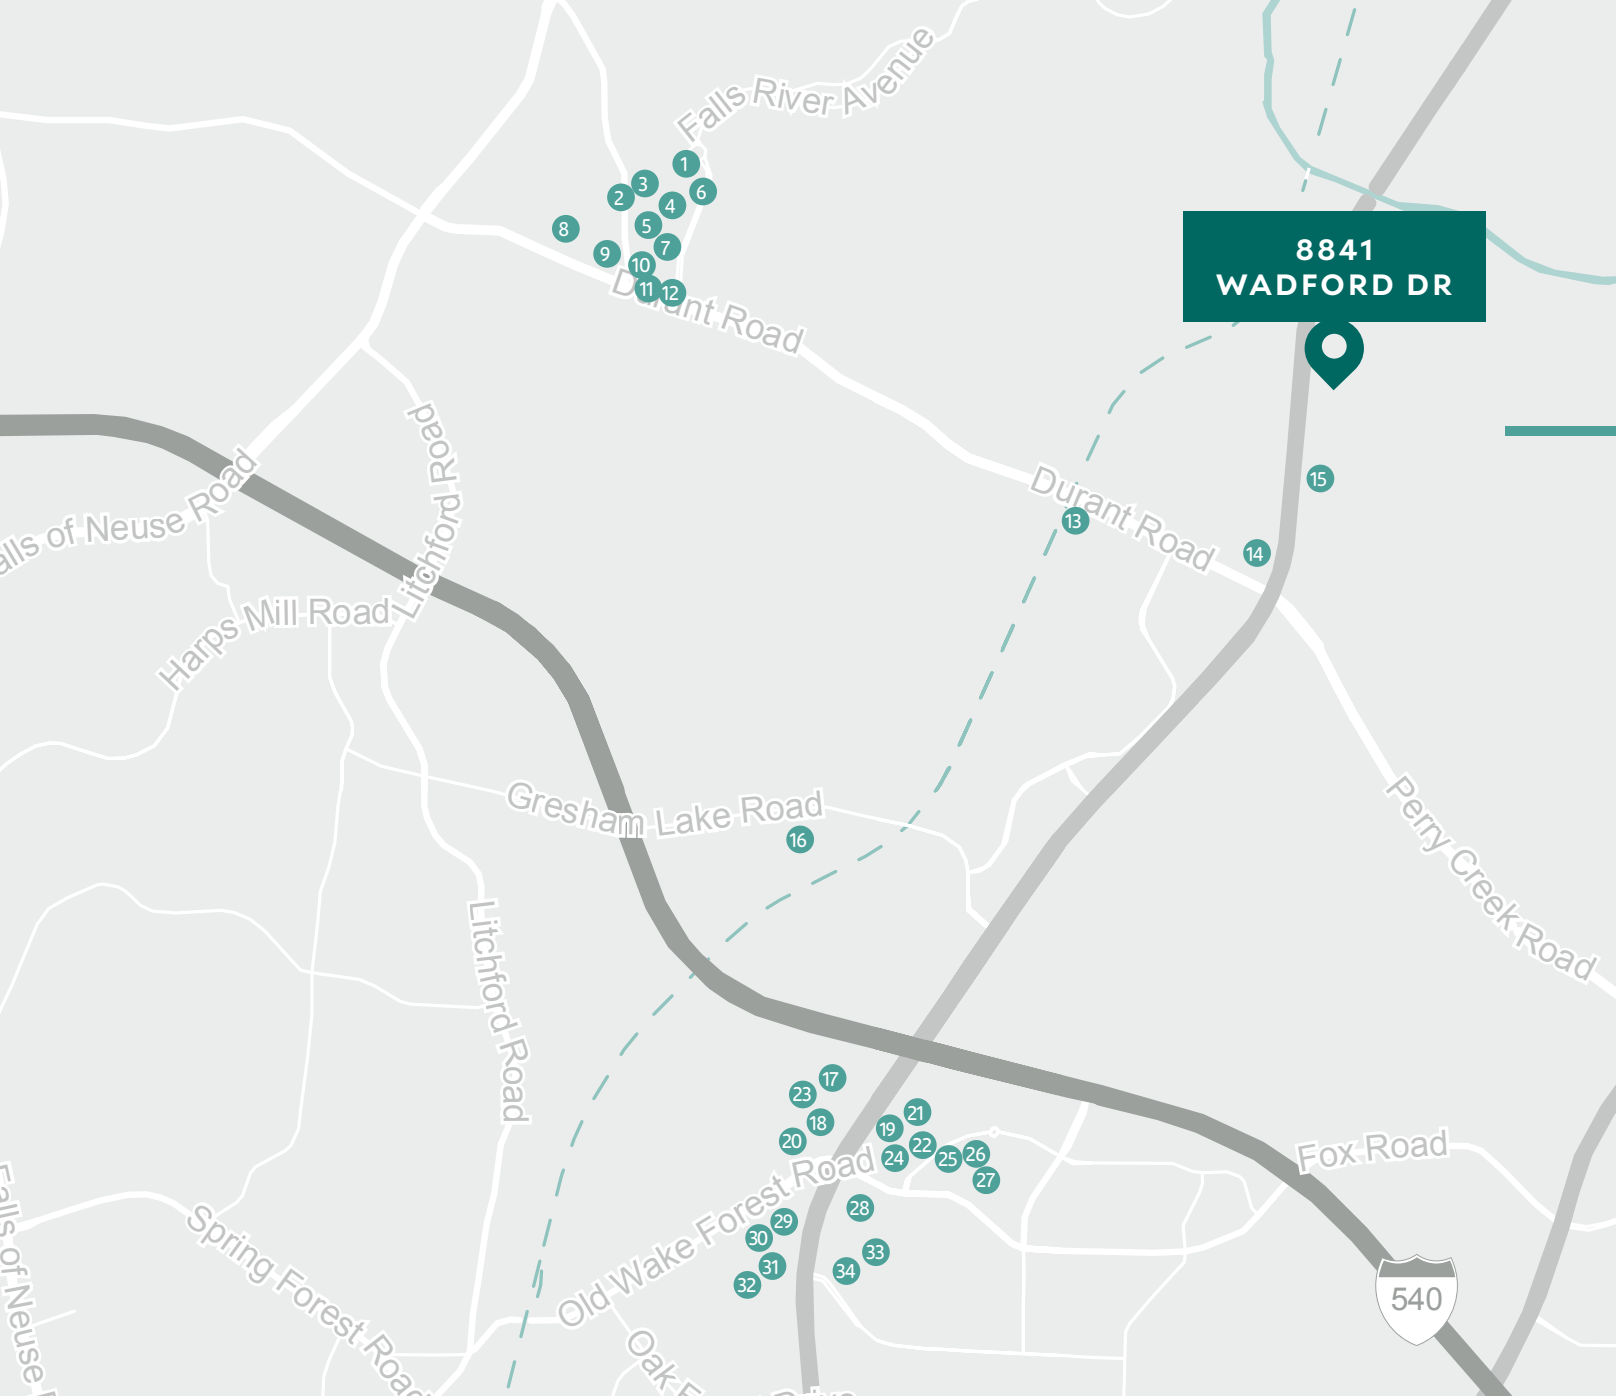 Falls River Avenue
1
3
2
6
4
5
8
7
9
10
11
12
Durant Road
8841
WADFORD DR
Litchford Road
Falls of Neuse Road
15
Durant Road
13
14
Harps Mill Road
Gresham Lake Road
16
Perry Creek Road
Litchford Road
17
23
18
20
21
19
22
24
25
26
27
Old Wake Forest Road
Fox Road
28
29
30
31
32
33
34
Falls of Neuse
Spring Forest Road
540
Oak